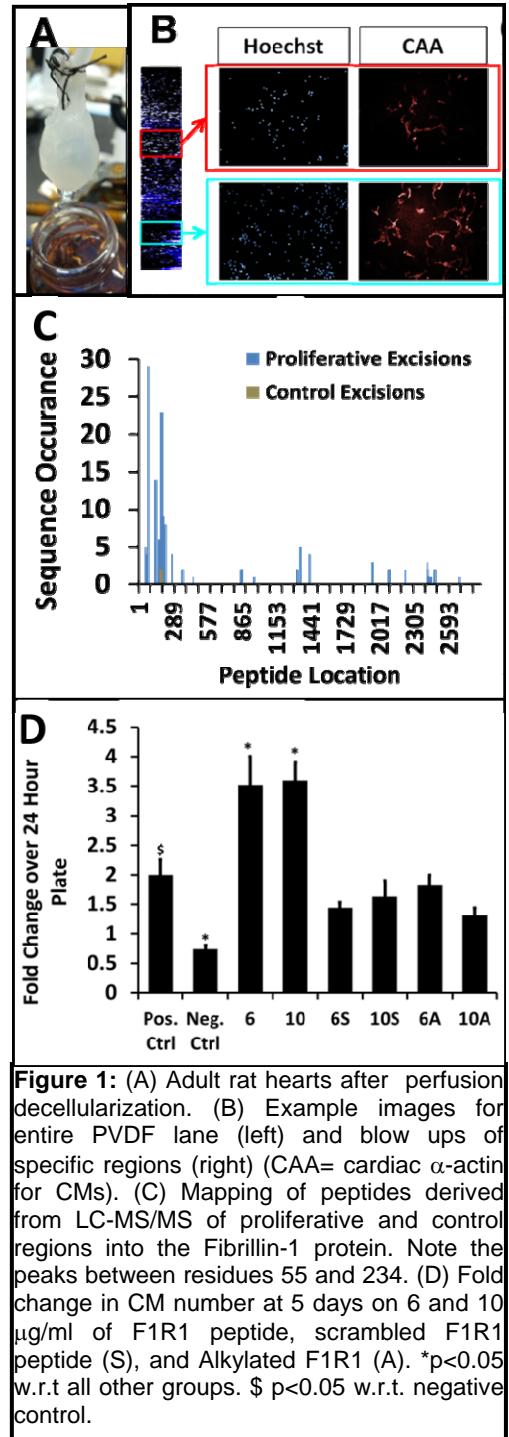 A
B
Hoechst
CAA
C
30
25
20
15
10
5
0
Sequence Occurance
Proliferative Excisions
Control Excisions
1
289
577
865
1153
1441
1729
2017
2305
2593
Peptide Location
D
4.5
4
3.5
3
2.5
2
1.5
1
0.5
0
Fold Change over 24 Hour
Plate
$
*
*
*
Pos. Ctrl
Neg. Ctrl
6
10
6S
10S
6A
10A
Figure 1: (A) Adult rat hearts after perfusion
decellularization. (B) Example images for
entire PVDF lane (left) and blow ups of
specific regions (right) (CAA= cardiac α-actin
for CMs). (C) Mapping of peptides derived
from LC-MS/MS of proliferative and control
regions into the Fibrillin-1 protein. Note the
peaks between residues 55 and 234. (D) Fold
change in CM number at 5 days on 6 and 10
μg/ml of F1R1 peptide, scrambled F1R1
peptide (S), and Alkylated F1R1 (A). *p<0.05
w.r.t all other groups. $ p<0.05 w.r.t. negative
control.